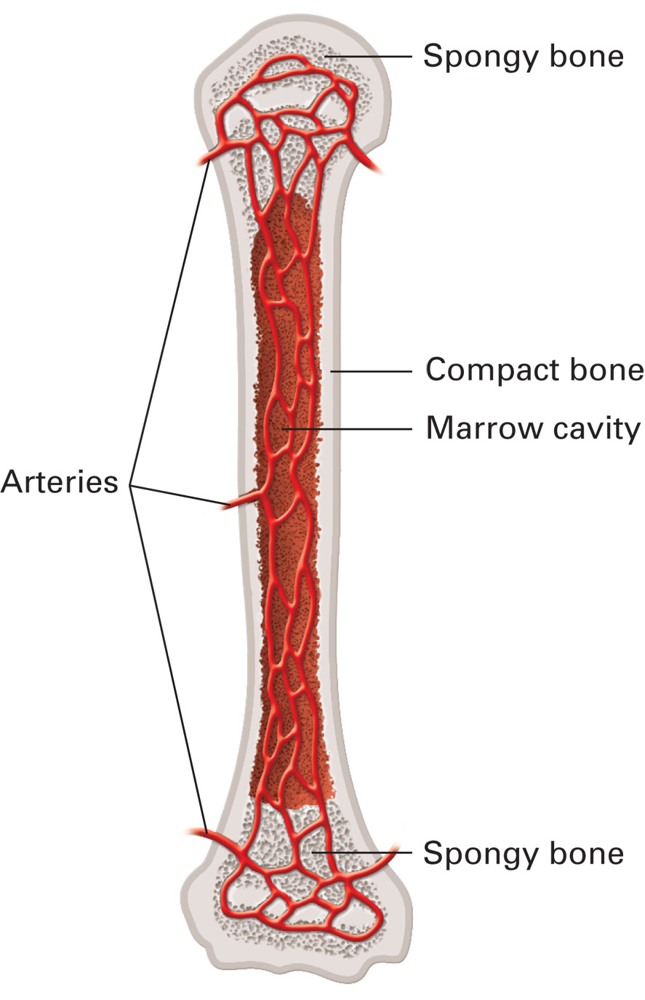 Spongy bone
Compact bone
Marrow cavity
Arteries
Spongy bone